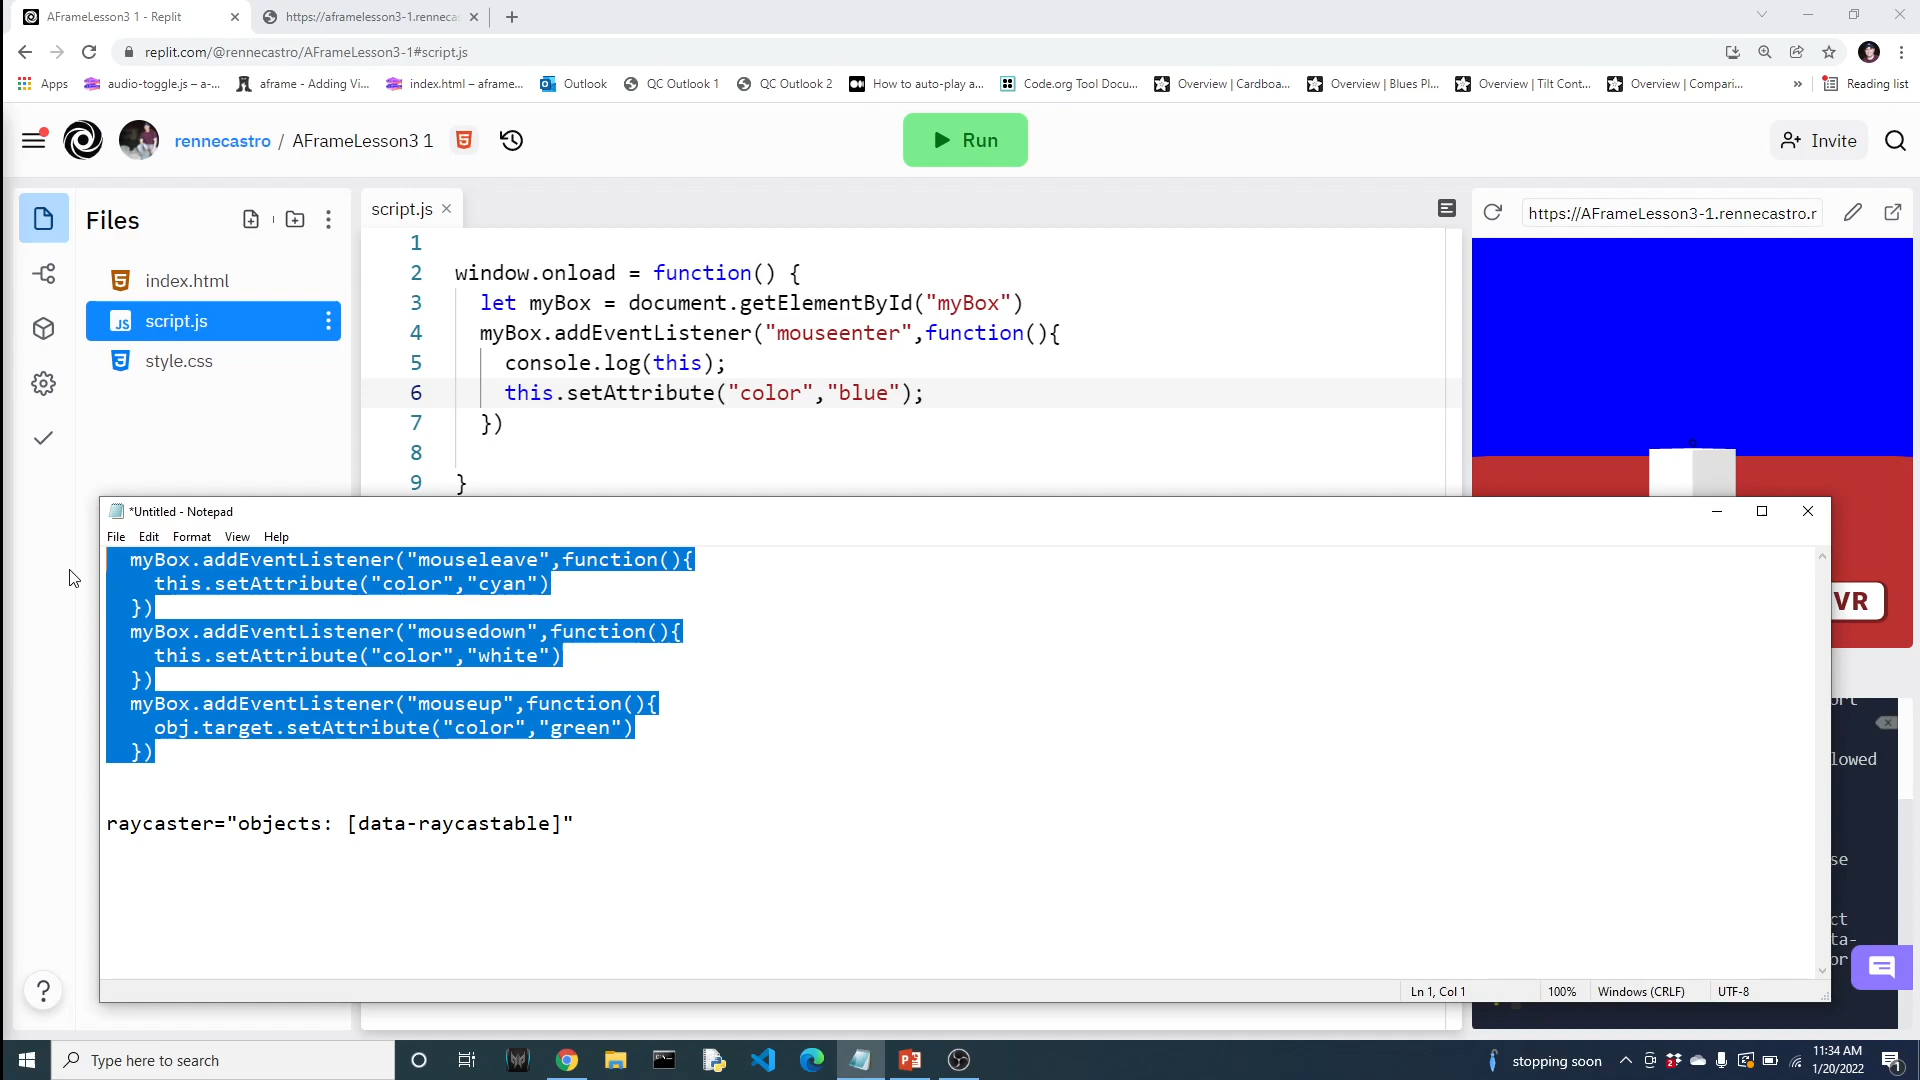 AFrameLesson3 1 - Replit
https://aframelesson3-1.renneca
replit.com/@rennecastro/AFrameLesson3-1#script.js
Apps
audio-toggle.js – a-...
aframe - Adding Vi...
index.html – aframe...
Outlook
QC Outlook 1
QC Outlook 2
How to auto-play a...
Code.org Tool Docu...
Overview | Cardboa...
Overview | Blues Pl...
Overview | Tilt Cont...
Overview | Compari...
»
Reading list
rennecastro / AFrameLesson3 1
Run
Invite
Files
script.js
https://AFrameLesson3-1.rennecastro.r
index.html
script.js
style.css
1
2 window.onload = function() {
3 let myBox = document.getElementById("myBox")
4 myBox.addEventListener("mouseenter",function(){
5 console.log(this);
6 this.setAttribute("color","blue");
7 })
8
9 }
*Untitled - Notepad
File Edit Format View Help
myBox.addEventListener("mouseleave",function(){
this.setAttribute("color","cyan")
})
myBox.addEventListener("mousedown",function(){
this.setAttribute("color","white")
})
myBox.addEventListener("mouseup",function(){
obj.target.setAttribute("color","green")
})
raycaster="objects: [data-raycastable]"
Ln 1, Col 1
100%
Windows (CRLF)
UTF-8
VR
lowed
se
ct
ta-
or
?
Type here to search
stopping soon
11:34 AM
1/20/2022